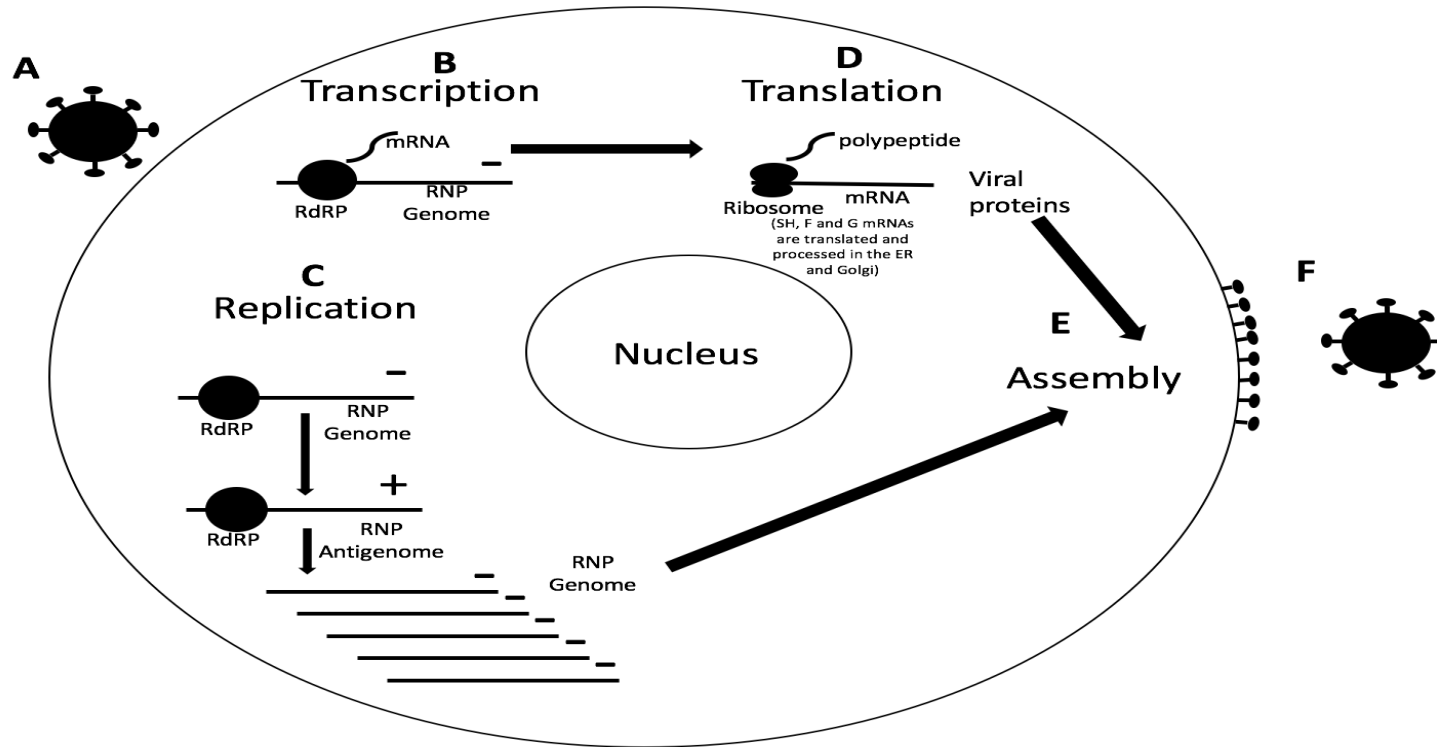 A
B
Transcription
mRNA
−
RNP
Genome
RdRP
D
Translation
polypeptide
Ribosome
mRNA
(SH, F and G mRNAs
are translated and
processed in the ER
and Golgi)
Viral
proteins
C
Replication
−
RNP
Genome
RdRP
+
RNP
Antigenome
RdRP
−
−
−
−
−
RNP
Genome
Nucleus
E
Assembly
F